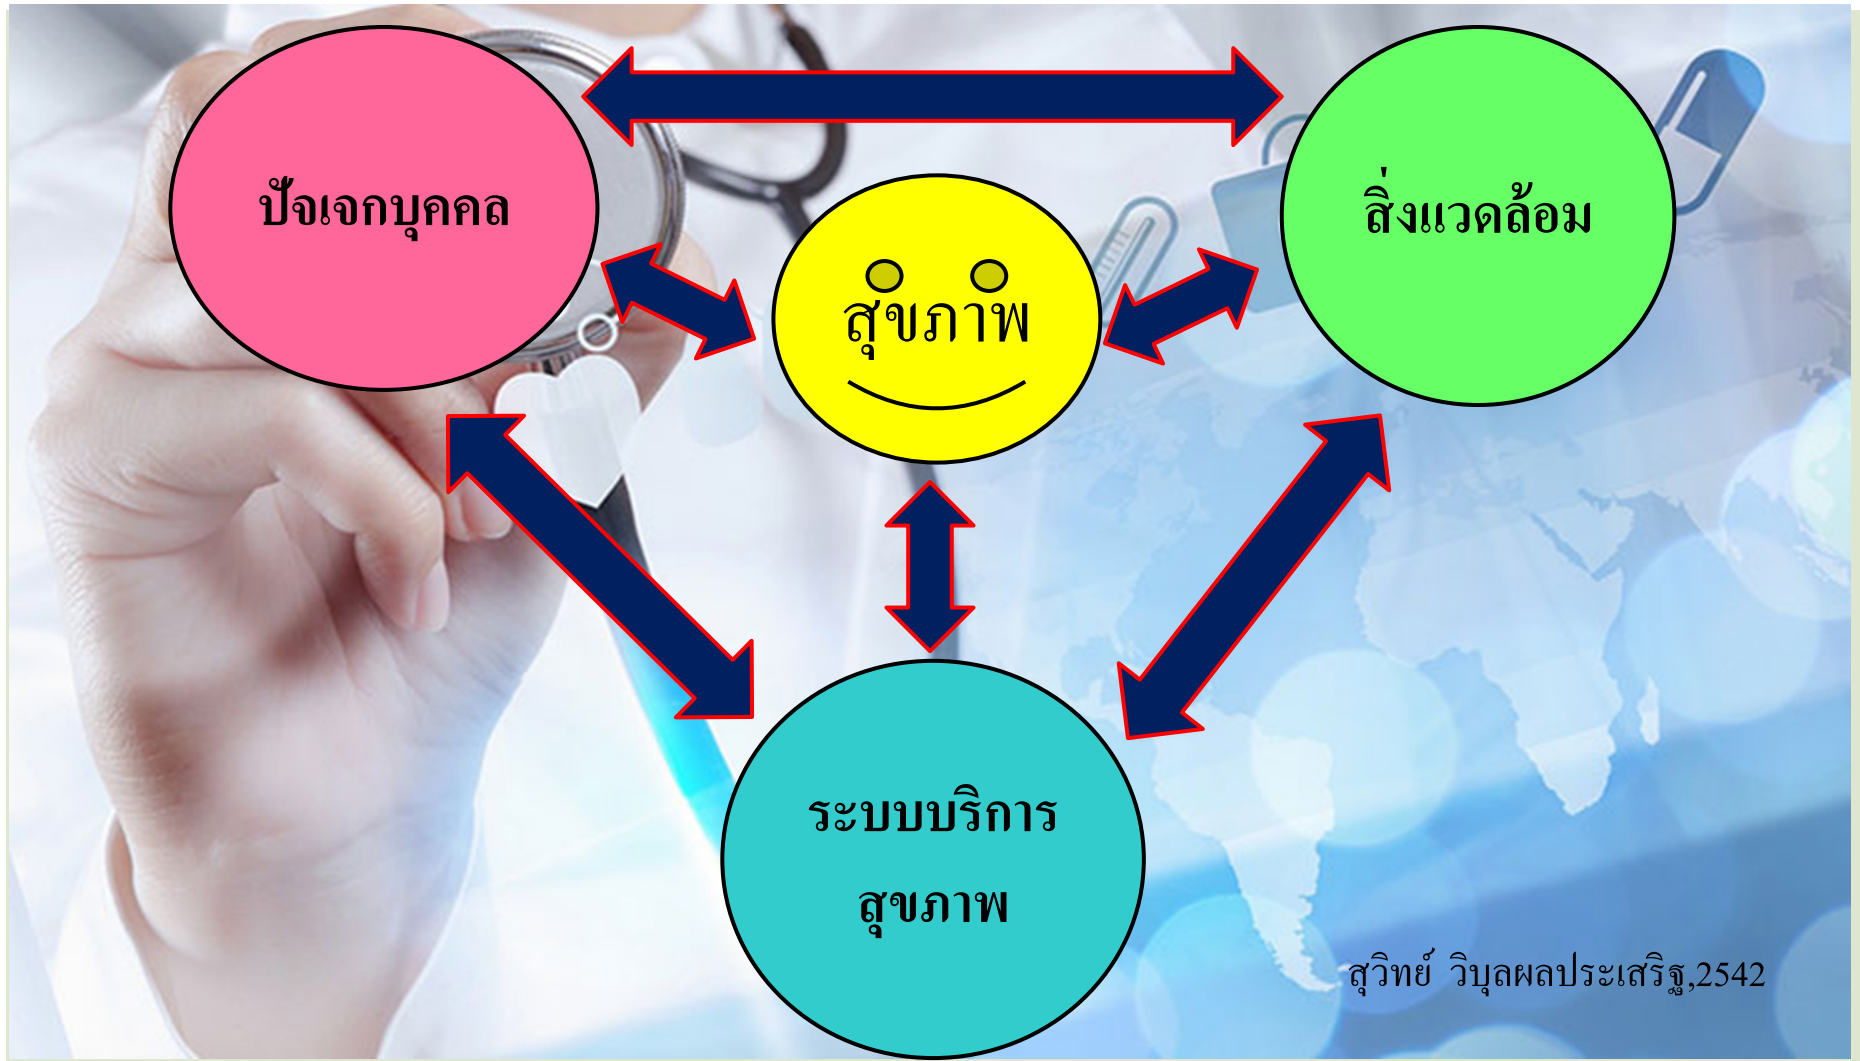 ปัจเจกบุคคล
สิ่งแวดล้อม
สุขภาพ
ระบบบริการ
สุขภาพ
สุวิทย์ วิบุลผลประเสริฐ,2542